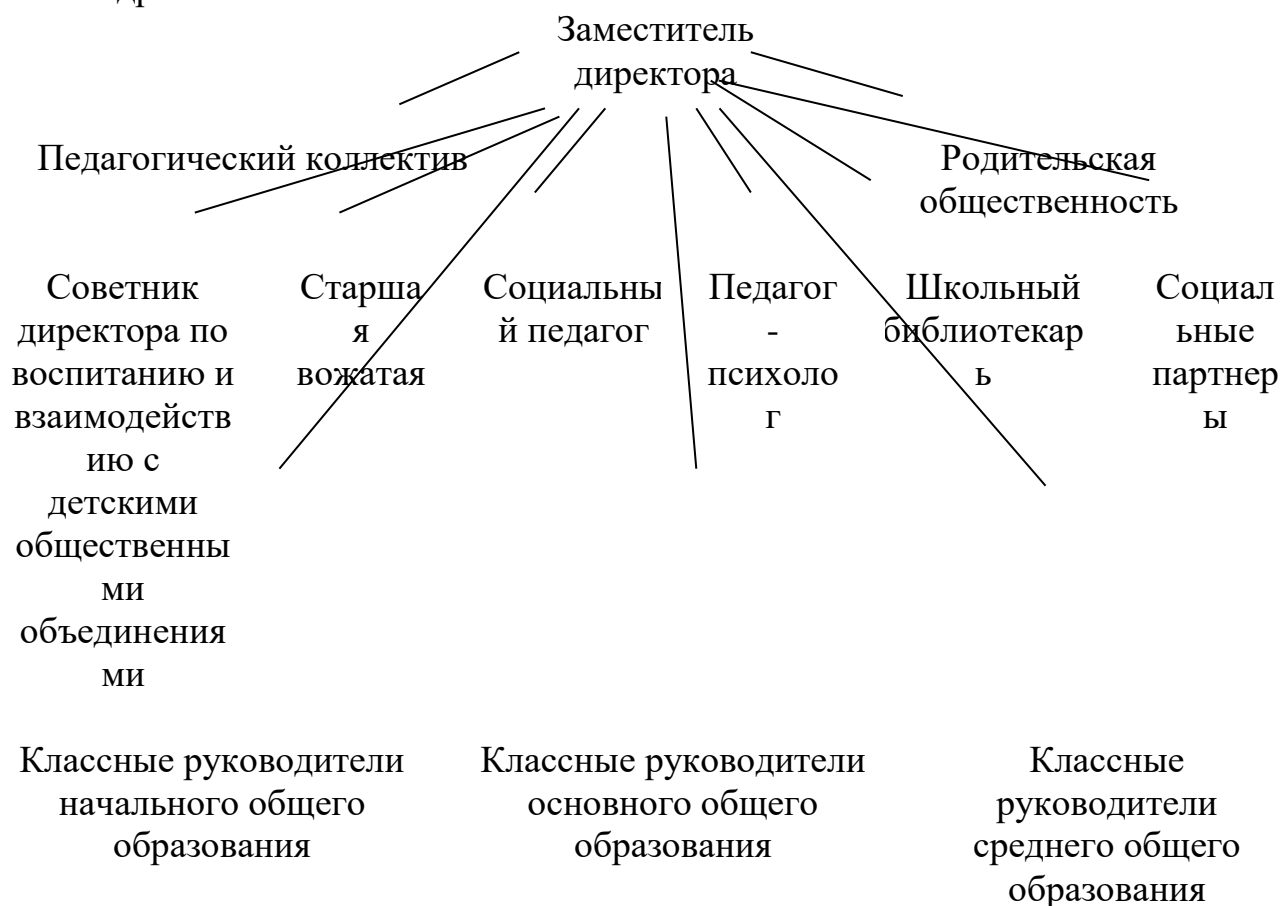 Заместитель
директора
Педагогический коллектив
Родительская
общественность
Советник
директора по
воспитанию и
взаимодейств
ию с
детскими
общественны
ми
объединения
ми
Старша
я
вожатая
Социальны
й педагог
Педагог
-
психоло
г
Школьный
библиотекар
ь
Социал
ьные
партнер
ы
Классные руководители
начального общего
образования
Классные руководители
основного общего
образования
Классные
руководители
среднего общего
образования